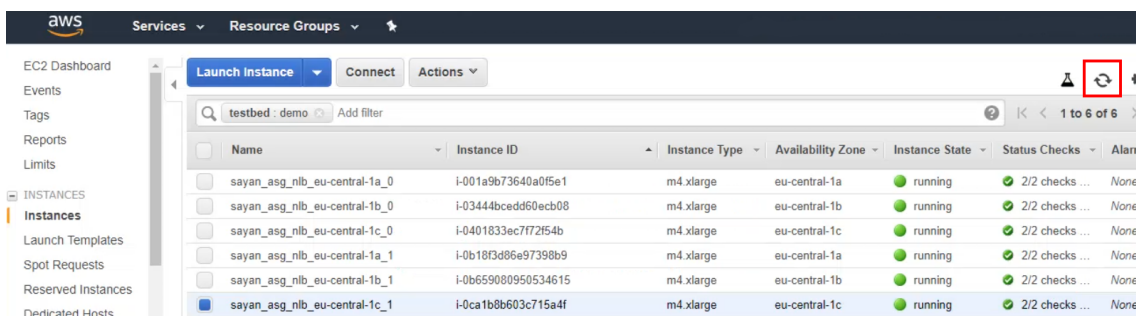 aws Services Resource Groups
EC2 Dashboard
Events
Tags
Reports
Limits
INSTANCES
Instances
Launch Templates
Spot Requests
Reserved Instances
Dedicated Hosts
Launch Instance Connect Actions
testbed : demo Add filter 1 to 6 of 6
Name Instance ID Instance Type Availability Zone Instance State Status Checks Alarm
sayan_asg_nlb_eu-central-1a_0 i-001a9b73640a0f5e1 m4.xlarge eu-central-1a running 2/2 checks ... None
sayan_asg_nlb_eu-central-1b_0 i-03444bcedd60ecb08 m4.xlarge eu-central-1b running 2/2 checks ... None
sayan_asg_nlb_eu-central-1c_0 i-0401833ec7f72f54b m4.xlarge eu-central-1c running 2/2 checks ... None
sayan_asg_nlb_eu-central-1a_1 i-0b18f3d86e97398b9 m4.xlarge eu-central-1a running 2/2 checks ... None
sayan_asg_nlb_eu-central-1b_1 i-0b659080950534615 m4.xlarge eu-central-1b running 2/2 checks ... None
sayan_asg_nlb_eu-central-1c_1 i-0ca1b8b603c715a4f m4.xlarge eu-central-1c running 2/2 checks ... None